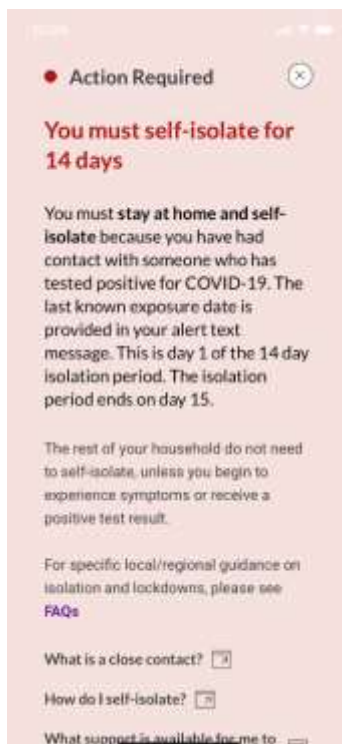 Action Required
You must self-isolate for
14 days
You must stay at home and self-
isolate because you have had
contact with someone who has
tested positive for COVID-19. The
last known exposure date is
provided in your alert text
message. This is day 1 of the 14 day
isolation period. The isolation
period ends on day 15.
The rest of your household do not need
to self-isolate, unless you begin to
experience symptoms or receive a
positive test result.
For specific local/regional guidance on
isolation and lockdowns, please see
FAQs
What is a close contact?
How do I self-isolate?
What support is available for me to